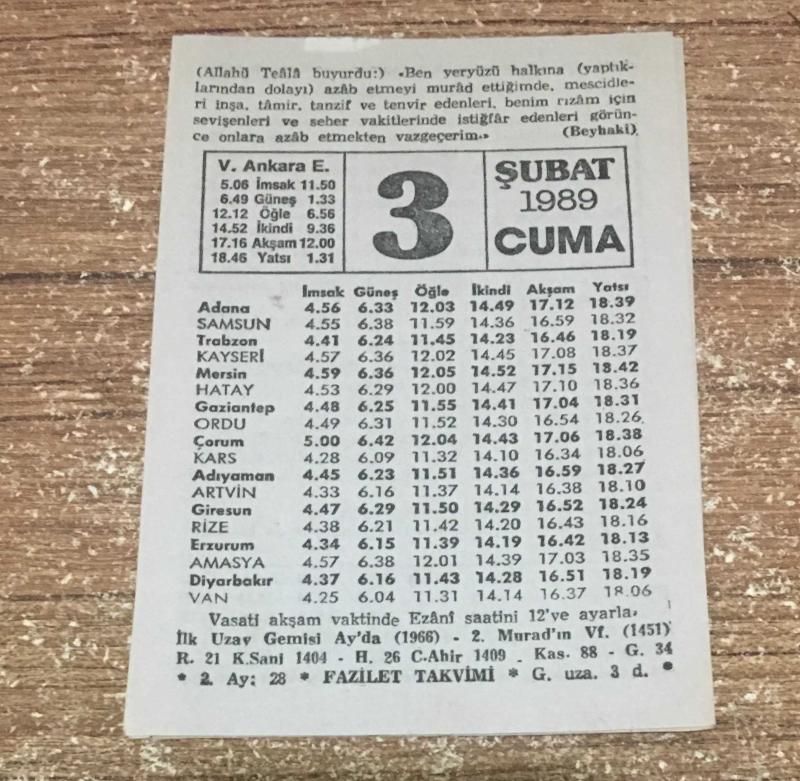 (Allahü Teâlâ buyurdu:) «Ben yeryüzü halkına (yaptık-
larından dolayı) azâb etmeyi murâd ettiğimde, mescidle-
ri inşa, tâmir, tanzif ve tenvir edenleri, benim rızâm için
sevişenleri ve seher vakitlerinde istiğfâr edenleri görün-
ce onlara azâb etmekten vazgeçerim.» (Beyhaki)
V. Ankara E.
5.06 İmsak 11.50
6.49 Güneş 1.33
12.12 Öğle 6.56
14.52 İkindi 9.36
17.16 Akşam 12.00
18.46 Yatsı 1.31
3
ŞUBAT
1989
CUMA
İmsak Güneş Öğle İkindi Akşam Yatsı
Adana 4.56 6.33 12.03 14.49 17.12 18.39
SAMSUN 4.55 6.38 11.59 14.36 16.59 18.32
Trabzon 4.41 6.24 11.45 14.23 16.46 18.19
KAYSERİ 4.57 6.36 12.02 14.45 17.08 18.37
Mersin 4.59 6.36 12.05 14.52 17.15 18.42
HATAY 4.53 6.29 12.00 14.47 17.10 18.36
Gaziantep 4.48 6.25 11.55 14.41 17.04 18.31
ORDU 4.49 6.31 11.52 14.30 16.54 18.26
Çorum 5.00 6.42 12.04 14.43 17.06 18.38
KARS 4.28 6.09 11.32 14.10 16.34 18.06
Adıyaman 4.45 6.23 11.51 14.36 16.59 18.27
ARTVİN 4.33 6.16 11.37 14.14 16.38 18.10
Giresun 4.47 6.29 11.50 14.29 16.52 18.24
RİZE 4.38 6.21 11.42 14.20 16.43 18.16
Erzurum 4.34 6.15 11.39 14.19 16.42 18.13
AMASYA 4.57 6.38 12.01 14.39 17.03 18.35
Diyarbakır 4.37 6.16 11.43 14.28 16.51 18.19
VAN 4.25 6.04 11.31 14.14 16.37 18.06
Vasati akşam vaktinde Ezânî saatini 12've ayarla.
İlk Uzay Gemisi Ay'da (1966) - 2. Murad'ın Vf. (1451)
R. 21 K.Sani 1404 - H. 26 C.Ahir 1409 . Kas. 88 - G. 34
* 2. Ay: 28 * FAZİLET TAKVİMİ * G. uza. 3 d. *